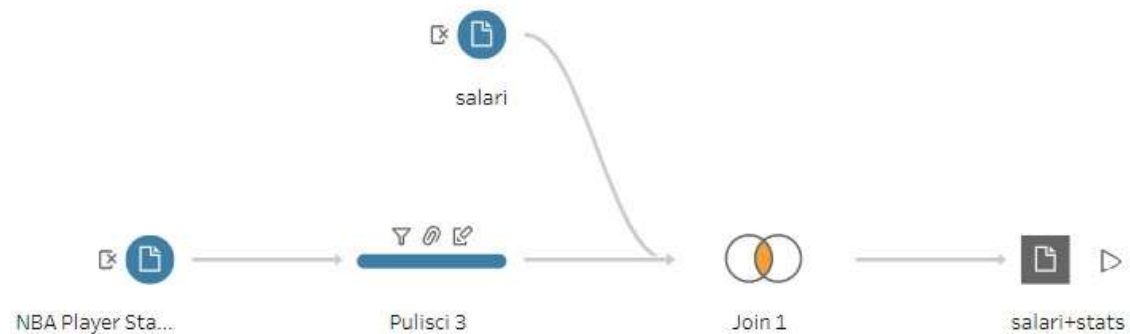 salari
NBA Player Sta...
Pulisci 3
Join 1
salari+stats